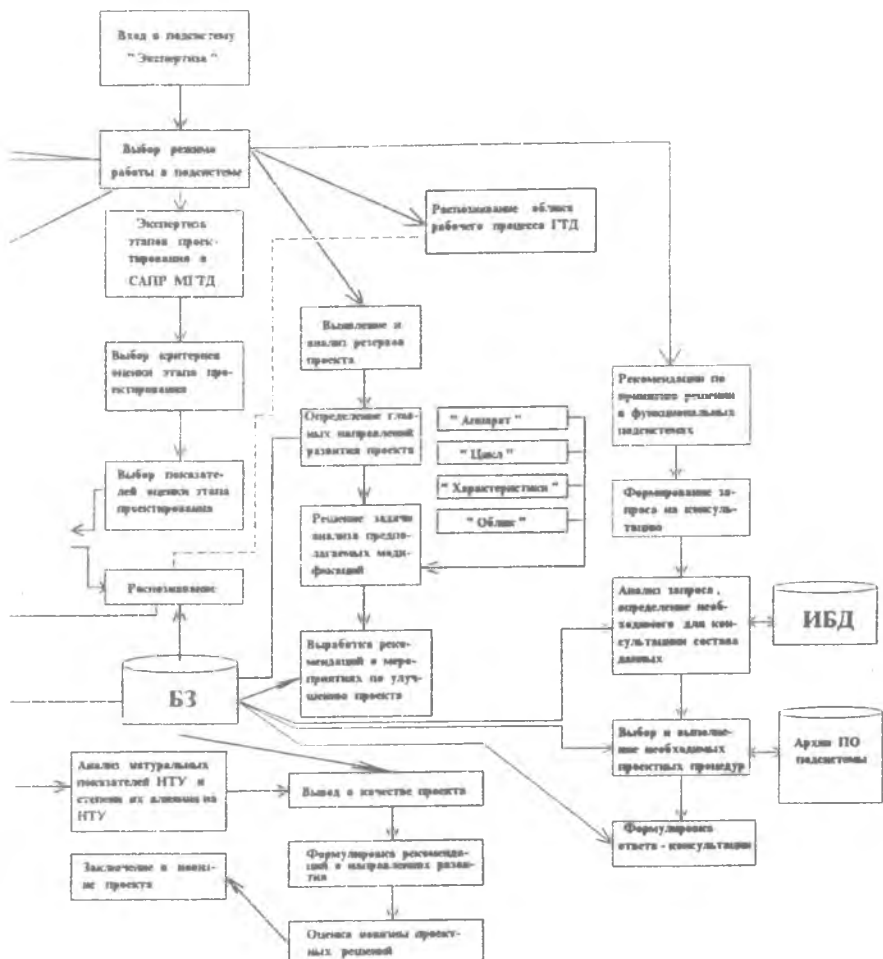 Вход в подсистему
" Экспертиза "
Выбор режима
работы в подсистеме
Экспертиза
этапов проек-
тирования в
САПР МГТД
Распознавание облика
рабочего процесса ГТД
Выбор критериев
оценки этапа про-
ектирования
Выявление и
анализ резервов
проекта
Рекомендации по
принятию решений
в функциональных
подсистемах
Определение глав-
ных направлений
развития проекта
" Аппарат "
" Цикл "
" Характеристики "
" Облик "
Выбор показате-
лей оценки этапа
проектирования
Решение задачи
анализа предпо-
лагаемых моди-
фикаций
Формирование за-
проса на консуль-
тацию
Распознавание
Анализ запроса ,
определение необ-
ходимого для кон-
сультации состава
данных
ИБД
Выработка реко-
мендаций о меро-
приятиях по улуч-
шению проекта
БЗ
Выбор и выполне-
ние необходимых
проектных процедур
Архив ПО
подсистемы
Анализ натуральных
показателей НТУ и
степени их влияния на
НТУ
Вывод о качестве проекта
Формулировка
ответа - консультации
Формулировка рекоменда-
ций о направлениях разви-
тия
Заключение о новиз-
не проекта
Оценка новизны проект-
ных решений